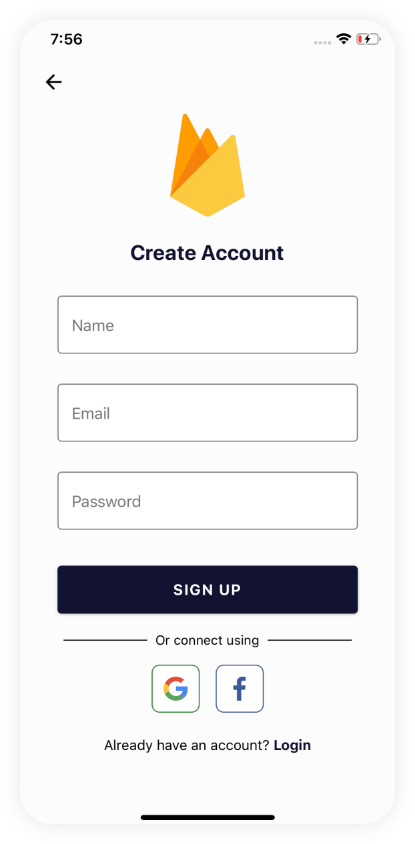 7:56
Create Account
Name
Email
Password
SIGN UP
Or connect using
G f
Already have an account? Login